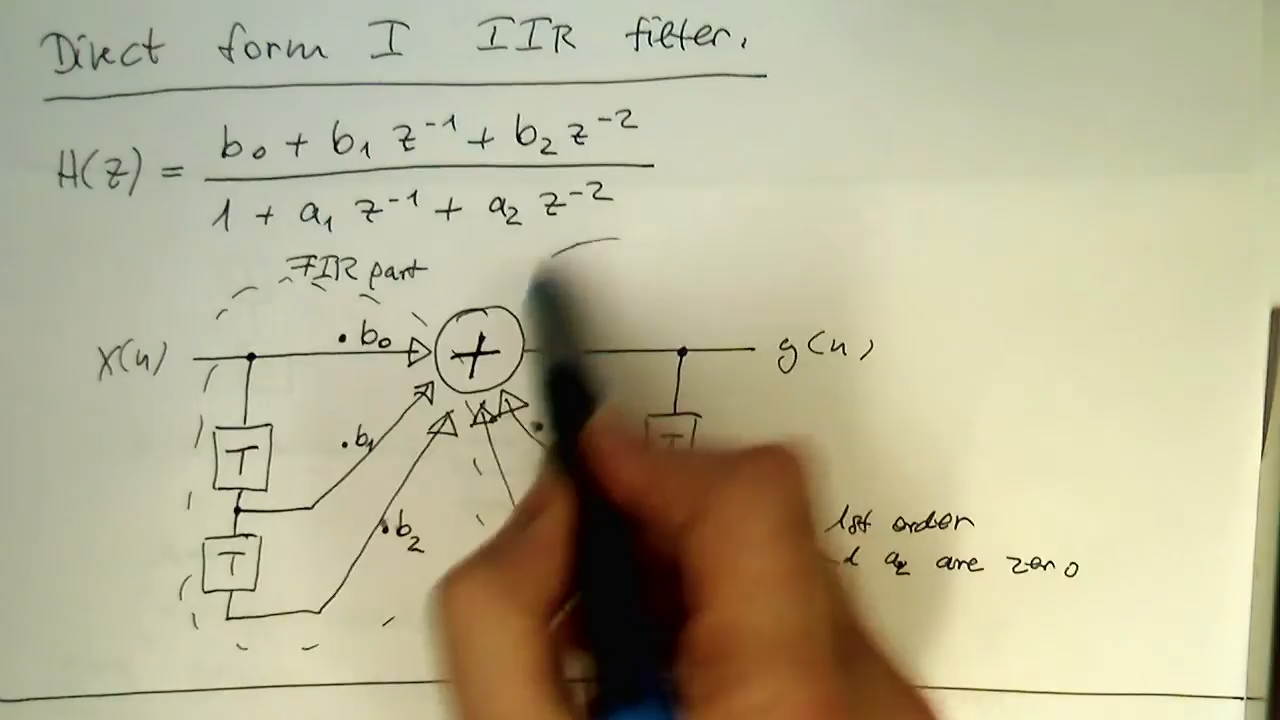 Direct form I IIR filter.
b₀ + b₁ z⁻¹ + b₂ z⁻²
H(z) =
1 + a₁ z⁻¹ + a₂ z⁻²
FIR part
x(n) · b₀ + y(n)
T · b₁ T
T · b₂
1st order
a₂ are zero